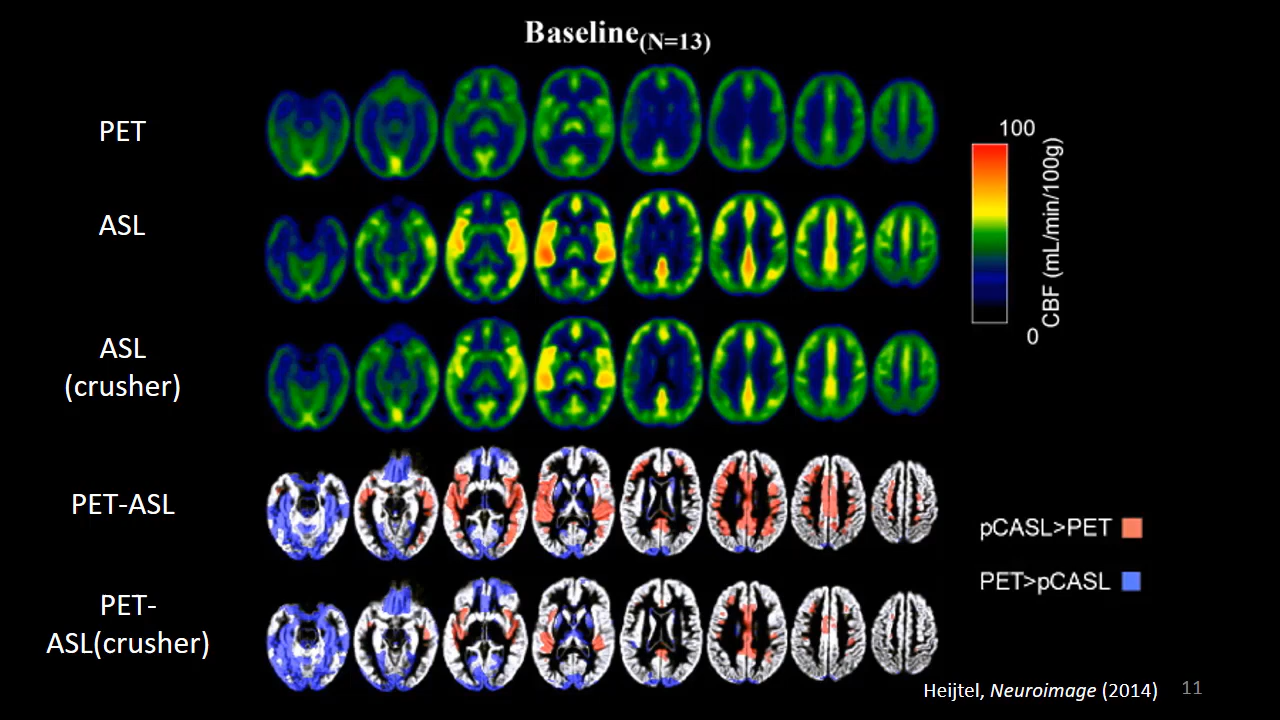 Baseline(N=13)
PET
ASL
ASL
(crusher)
PET-ASL
PET-
ASL(crusher)
100
CBF (mL/min/100g)
0
pCASL>PET
PET>pCASL
Heijtel, Neuroimage (2014)
11